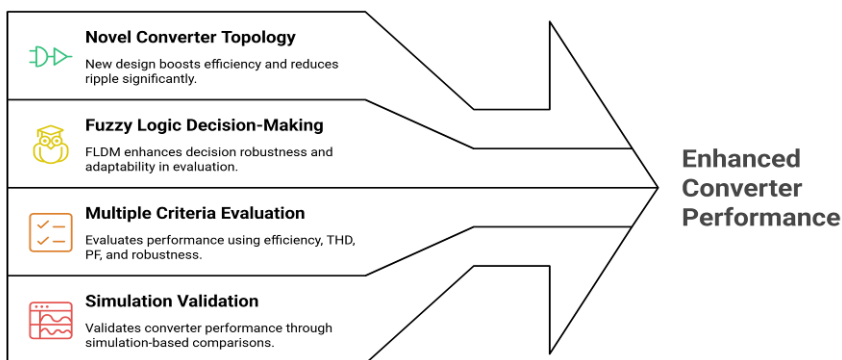 Novel Converter Topology
New design boosts efficiency and reduces
ripple significantly.
Fuzzy Logic Decision-Making
FLDM enhances decision robustness and
adaptability in evaluation.
Multiple Criteria Evaluation
Evaluates performance using efficiency, THD,
PF, and robustness.
Simulation Validation
Validates converter performance through
simulation-based comparisons.
Enhanced
Converter
Performance